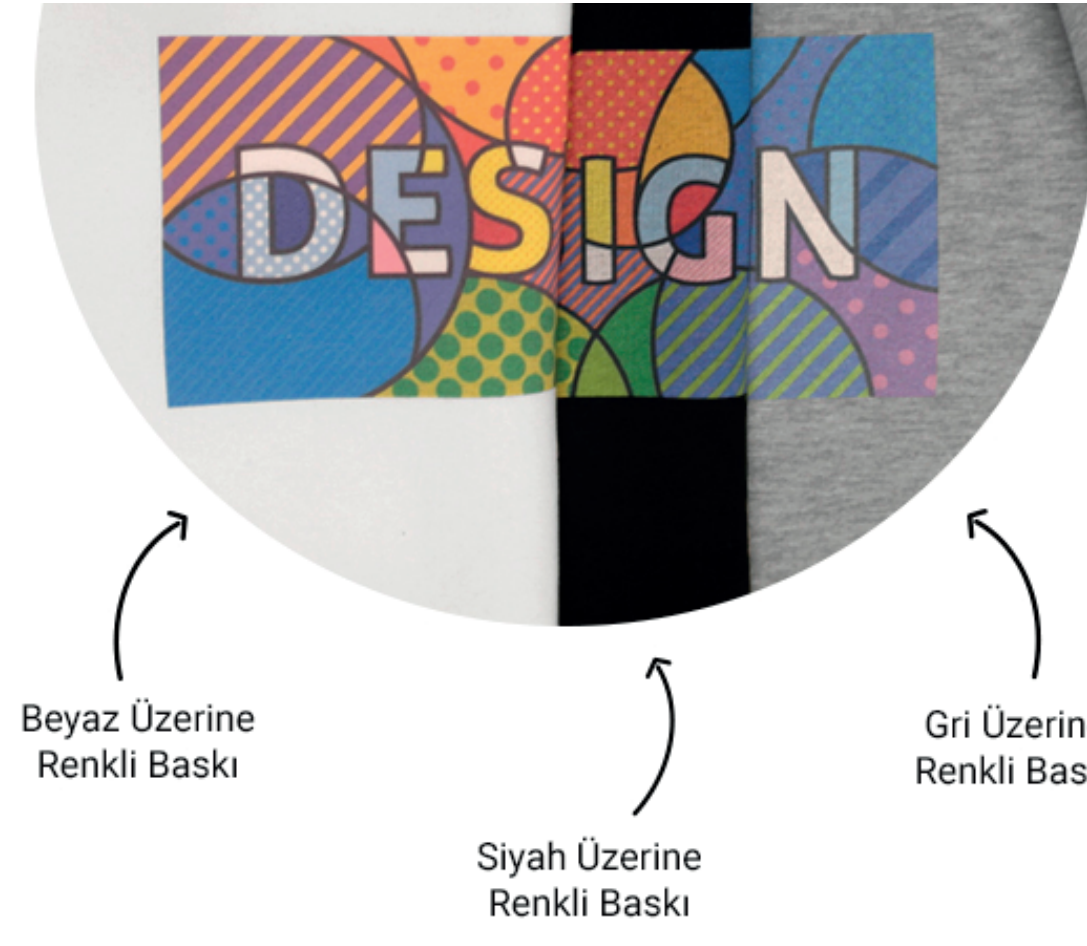 DESIGN
Beyaz Üzerine
Renkli Baskı
Siyah Üzerine
Renkli Baskı
Gri Üzerin
Renkli Bas